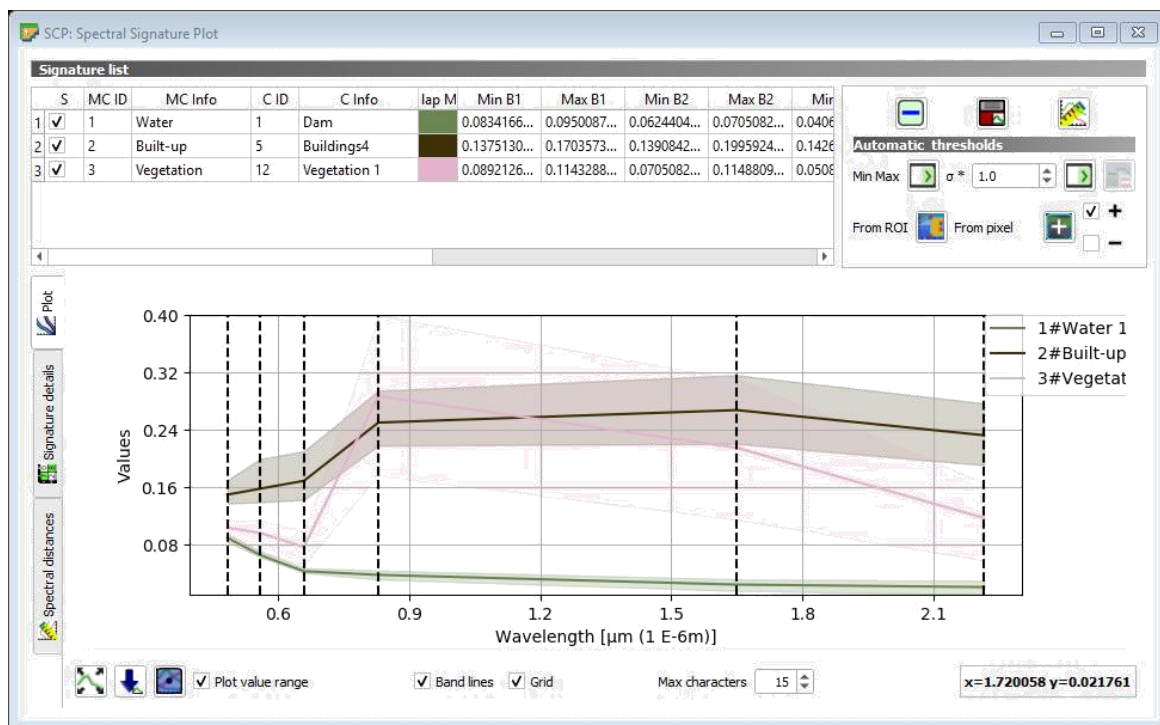 SCP: Spectral Signature Plot
Signature list
S MC ID MC Info C ID C Info lap M Min B1 Max B1 Min B2 Max B2 Mir
1 1 Water 1 Dam 0.0834166... 0.0950087... 0.0624404... 0.0705082... 0.0406
2 2 Built-up 5 Buildings4 0.1375130... 0.1703573... 0.1390842... 0.1995924... 0.1426
3 3 Vegetation 12 Vegetation 1 0.0892126... 0.1143288... 0.0705082... 0.1148809... 0.0508
Automatic thresholds
Min Max σ * 1.0
From ROI From pixel + −
Plot
Signature details
Spectral distances
Values
0.40
0.32
0.24
0.16
0.08
0.6 0.9 1.2 1.5 1.8 2.1
Wavelength [μm (1 E-6m)]
1#Water 1
2#Built-up
3#Vegetat
Plot value range Band lines Grid Max characters 15
x=1.720058 y=0.021761